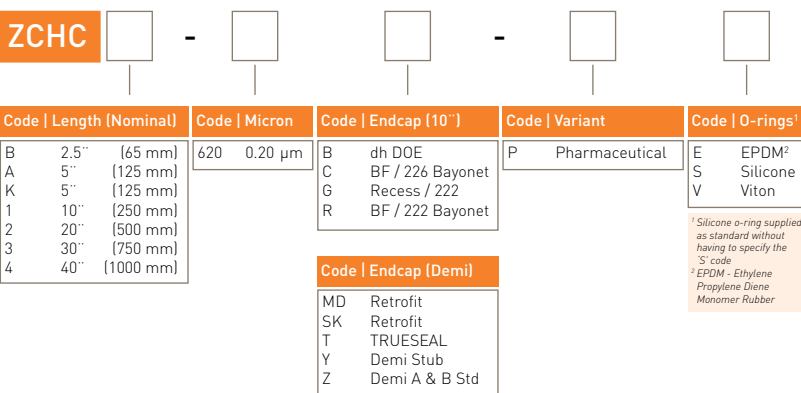 ZCHC - -
Code | Length (Nominal)
B 2.5¨ (65 mm)
A 5¨ (125 mm)
K 5¨ (125 mm)
1 10¨ (250 mm)
2 20¨ (500 mm)
3 30¨ (750 mm)
4 40¨ (1000 mm)
Code | Micron
620 0.20 µm
Code | Endcap (10¨)
B dh DOE
C BF / 226 Bayonet
G Recess / 222
R BF / 222 Bayonet
Code | Endcap (Demi)
MD Retrofit
SK Retrofit
T TRUESEAL
Y Demi Stub
Z Demi A & B Std
Code | Variant
P Pharmaceutical
Code | O-rings¹
E EPDM²
S Silicone
V Viton
¹ Silicone o-ring supplied
as standard without
having to specify the
¨S¨ code
² EPDM - Ethylene
Propylene Diene
Monomer Rubber